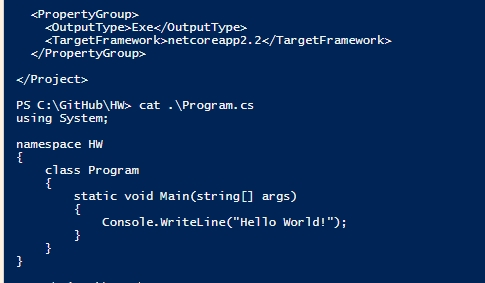 <PropertyGroup>
<OutputType>Exe</OutputType>
<TargetFramework>netcoreapp2.2</TargetFramework>
</PropertyGroup>
</Project>
PS C:\GitHub\HW> cat .\Program.cs
using System;
namespace HW
{
class Program
{
static void Main(string[] args)
{
Console.WriteLine("Hello World!");
}
}
}